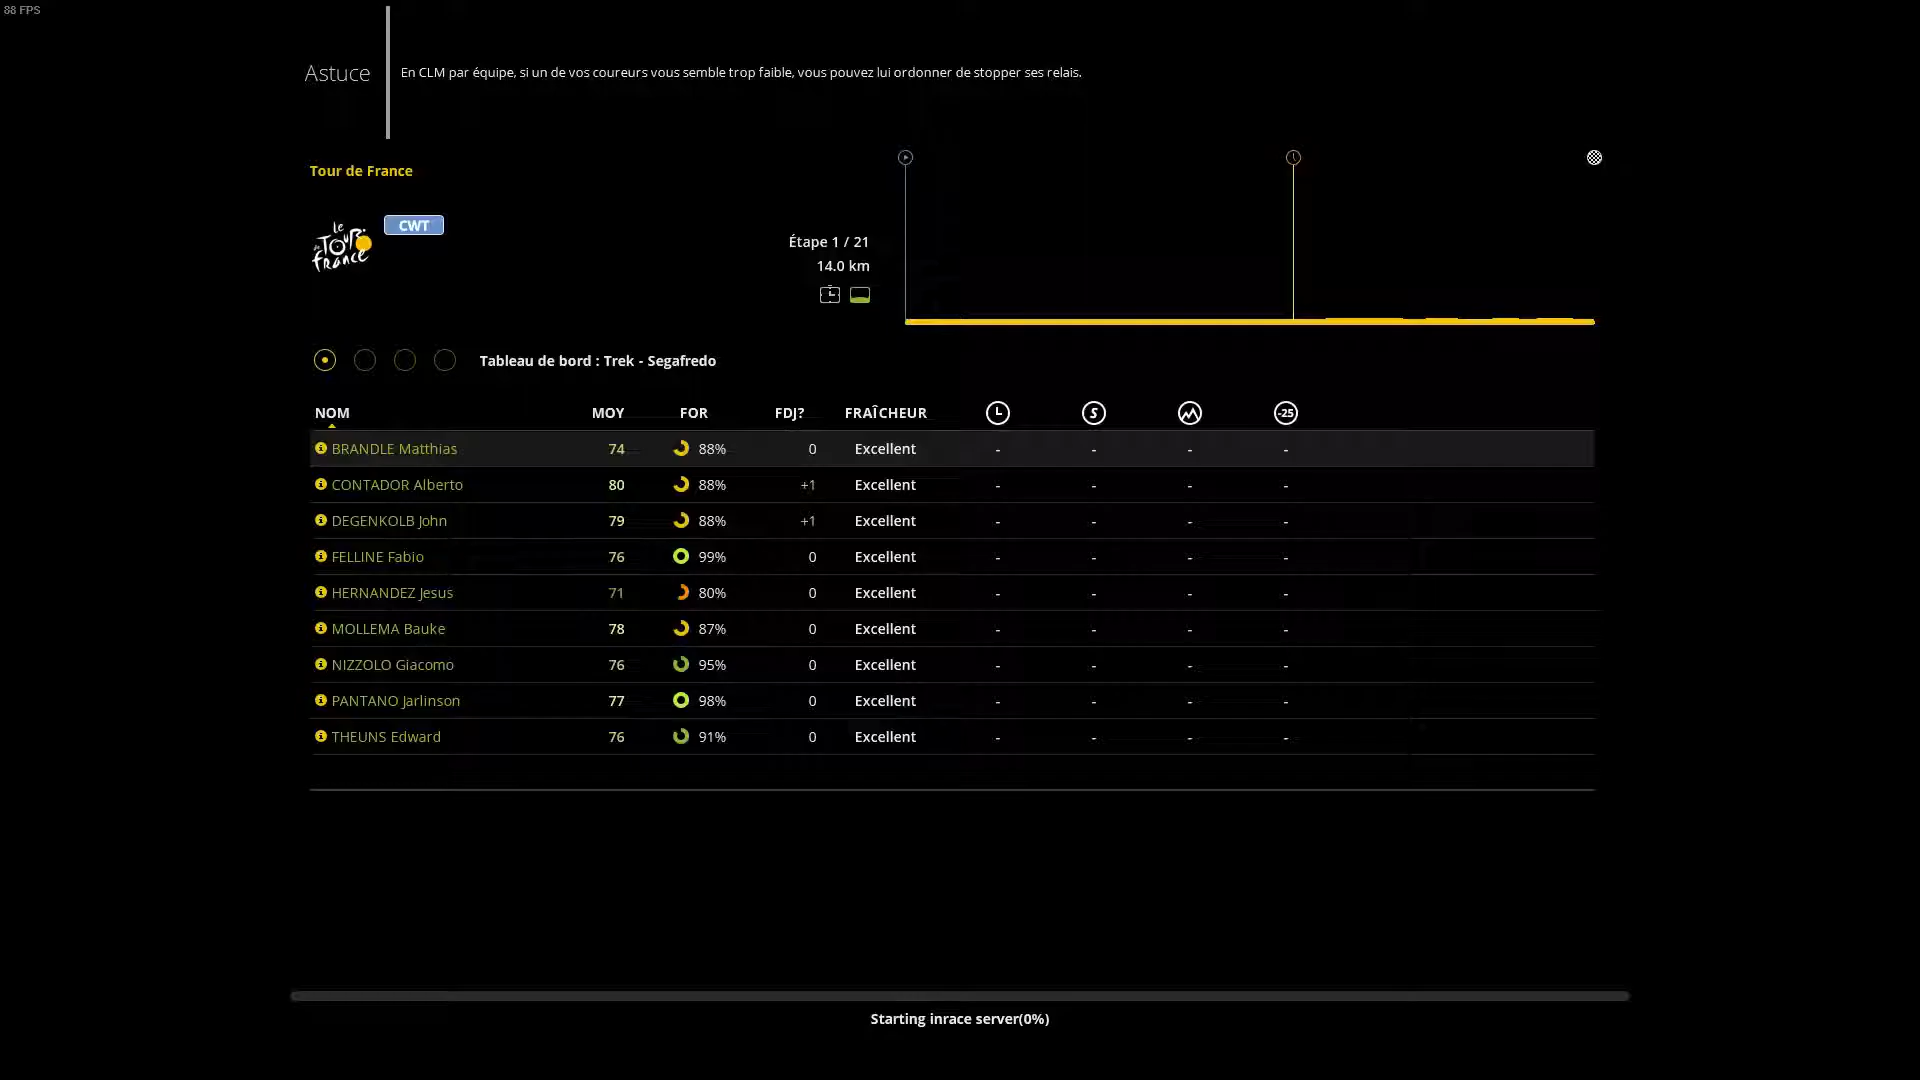 88 FPS
Astuce
En CLM par équipe, si un de vos coureurs vous semble trop faible, vous pouvez lui ordonner de stopper ses relais.
Tour de France
le Tour de france
CWT
Étape 1 / 21
14.0 km
Tableau de bord : Trek - Segafredo
NOM MOY FOR FDJ? FRAÎCHEUR S -25
BRANDLE Matthias 74 88% 0 Excellent - - - -
CONTADOR Alberto 80 88% +1 Excellent - - - -
DEGENKOLB John 79 88% +1 Excellent - - - -
FELLINE Fabio 76 99% 0 Excellent - - - -
HERNANDEZ Jesus 71 80% 0 Excellent - - - -
MOLLEMA Bauke 78 87% 0 Excellent - - - -
NIZZOLO Giacomo 76 95% 0 Excellent - - - -
PANTANO Jarlinson 77 98% 0 Excellent - - - -
THEUNS Edward 76 91% 0 Excellent - - - -
Starting inrace server(0%)